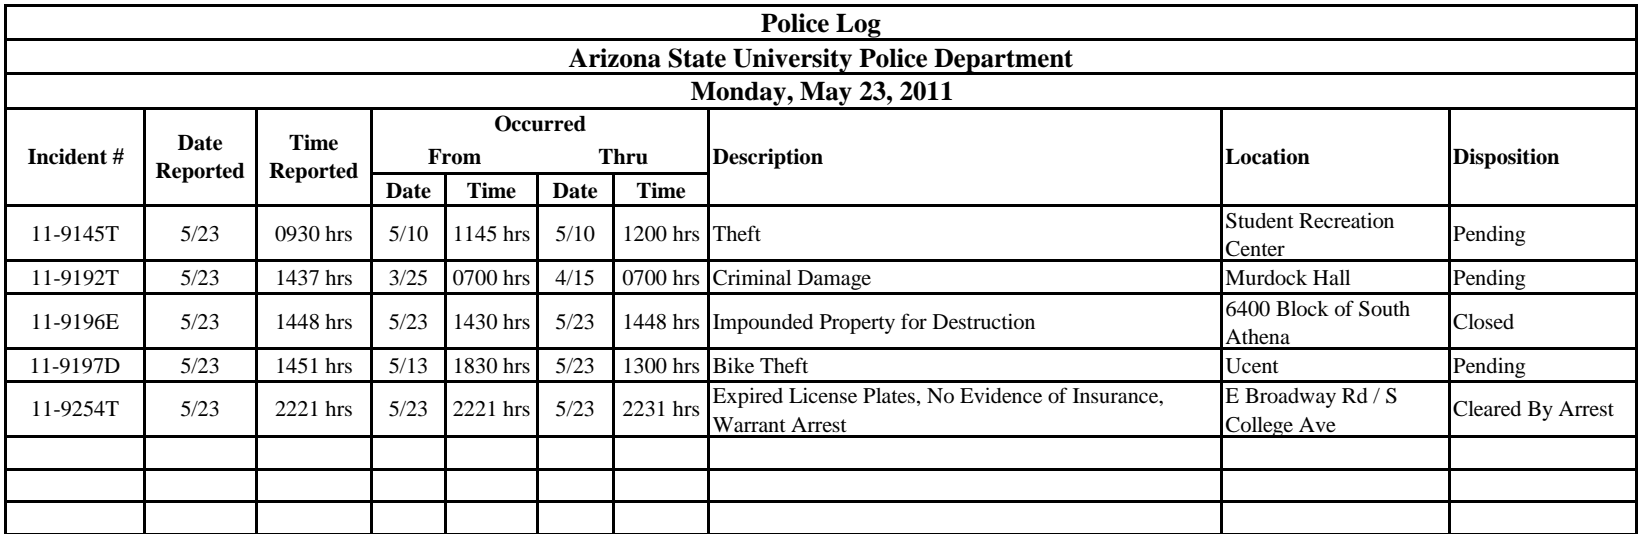 Police Log
Arizona State University Police Department
Monday, May 23, 2011
Incident # Date Reported Time Reported Occurred From Thru Description Location Disposition
Date Time Date Time
11-9145T 5/23 0930 hrs 5/10 1145 hrs 5/10 1200 hrs Theft Student Recreation Center Pending
11-9192T 5/23 1437 hrs 3/25 0700 hrs 4/15 0700 hrs Criminal Damage Murdock Hall Pending
11-9196E 5/23 1448 hrs 5/23 1430 hrs 5/23 1448 hrs Impounded Property for Destruction 6400 Block of South Athena Closed
11-9197D 5/23 1451 hrs 5/13 1830 hrs 5/23 1300 hrs Bike Theft Ucent Pending
11-9254T 5/23 2221 hrs 5/23 2221 hrs 5/23 2231 hrs Expired License Plates, No Evidence of Insurance, Warrant Arrest E Broadway Rd / S College Ave Cleared By Arrest